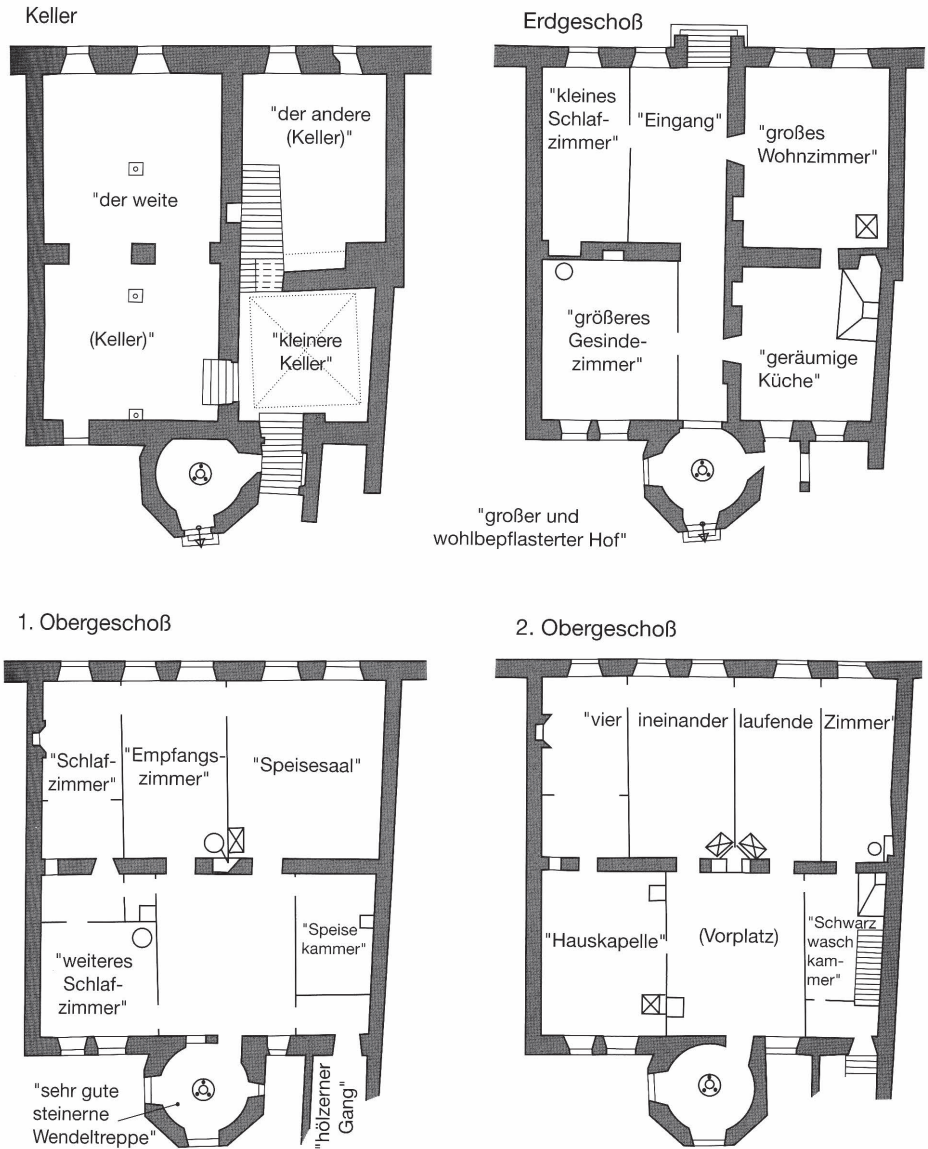 Keller
"der andere
(Keller)"
"der weite
(Keller)"
"kleinere
Keller"
Erdgeschoß
"kleines
Schlaf-
zimmer"
"Eingang"
"großes
Wohnzimmer"
"größeres
Gesinde-
zimmer"
"geräumige
Küche"
"großer und
wohlbepflasterter Hof"
1. Obergeschoß
"Schlaf-
zimmer"
"Empfangs-
zimmer"
"Speisesaal"
"weiteres
Schlaf-
zimmer"
"Speise
kammer"
"sehr gute
steinerne
Wendeltreppe"
"hölzerner
Gang"
2. Obergeschoß
"vier ineinander laufende Zimmer"
"Hauskapelle"
(Vorplatz)
"Schwarz
wasch
kam-
mer"